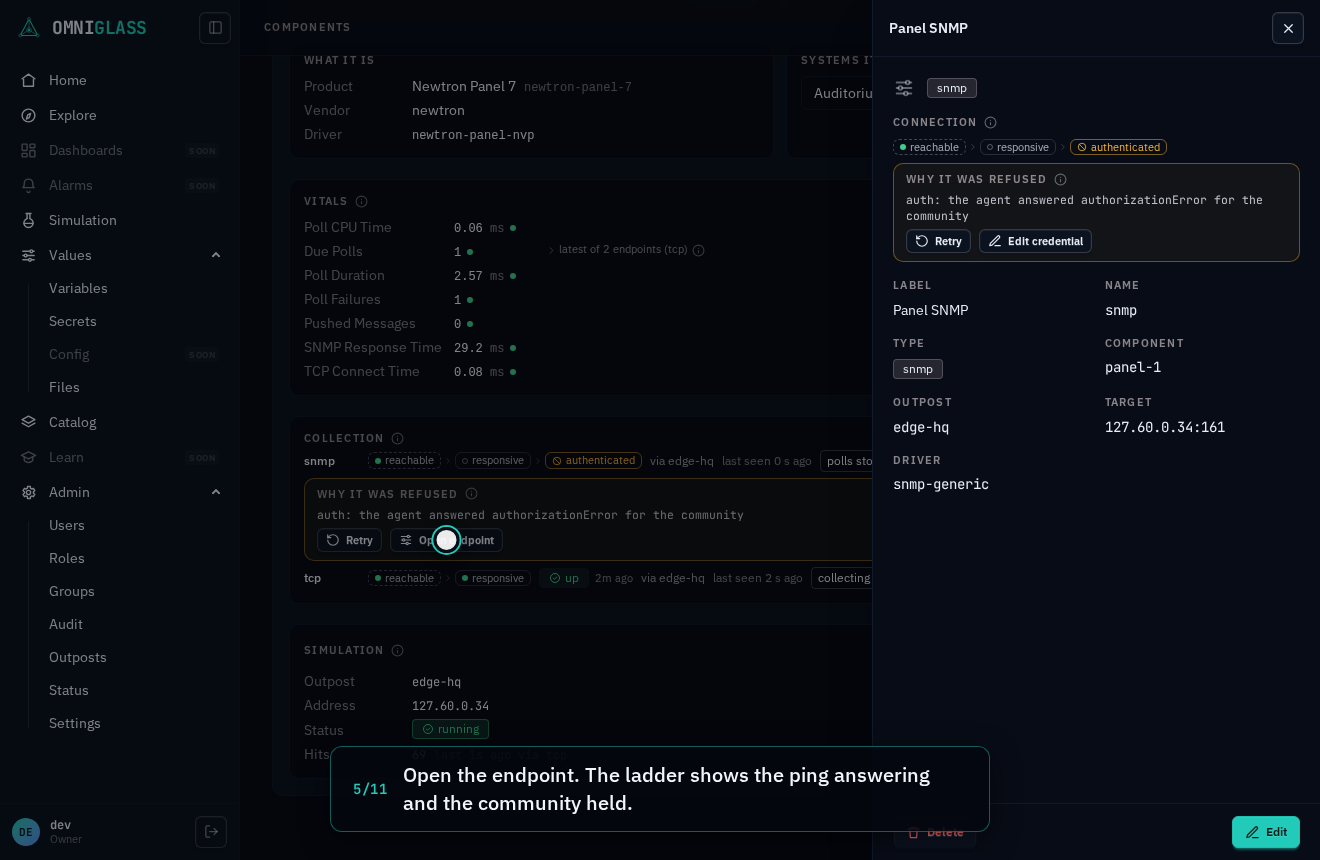 OMNIGLASS
Home
Explore
Dashboards SOON
Alarms SOON
Simulation
Values
Variables
Secrets
Config SOON
Files
Catalog
Learn SOON
Admin
Users
Roles
Groups
Audit
Outposts
Status
Settings
DE
dev
Owner
COMPONENTS
WHAT IT IS
Product Newtron Panel 7 newtron-panel-7
Vendor newtron
Driver newtron-panel-nvp
Auditoriu
VITALS
Poll CPU Time 0.06 ms
Due Polls 1
latest of 2 endpoints (tcp)
Poll Duration 2.57 ms
Poll Failures 1
Pushed Messages 0
SNMP Response Time 29.2 ms
TCP Connect Time 0.08 ms
COLLECTION
snmp reachable responsive authenticated via edge-hq last seen 0 s ago polls sto
WHY IT WAS REFUSED
auth: the agent answered authorizationError for the community
Retry
tcp reachable responsive up 2m ago via edge-hq last seen 2 s ago collecting
SIMULATION
Outpost edge-hq
Address 127.60.0.34
Status running
Hits 69
5/11
Open the endpoint. The ladder shows the ping answering
and the community held.
Panel SNMP
snmp
CONNECTION
reachable responsive authenticated
WHY IT WAS REFUSED
auth: the agent answered authorizationError for the
community
Retry Edit credential
LABEL NAME
Panel SNMP snmp
TYPE COMPONENT
snmp panel-1
OUTPOST TARGET
edge-hq 127.60.0.34:161
DRIVER
snmp-generic
Delete
Edit